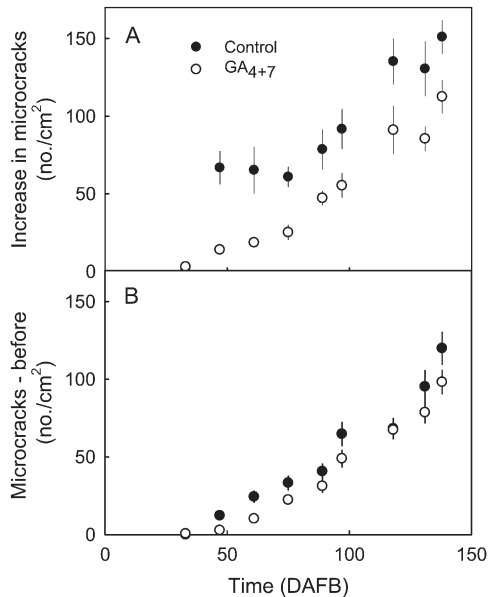 A
Control
GA4+7
Increase in microcracks
(no./cm2)
150
100
50
0
B
Microcracks - before
(no./cm2)
150
100
50
0
0 50 100 150
Time (DAFB)